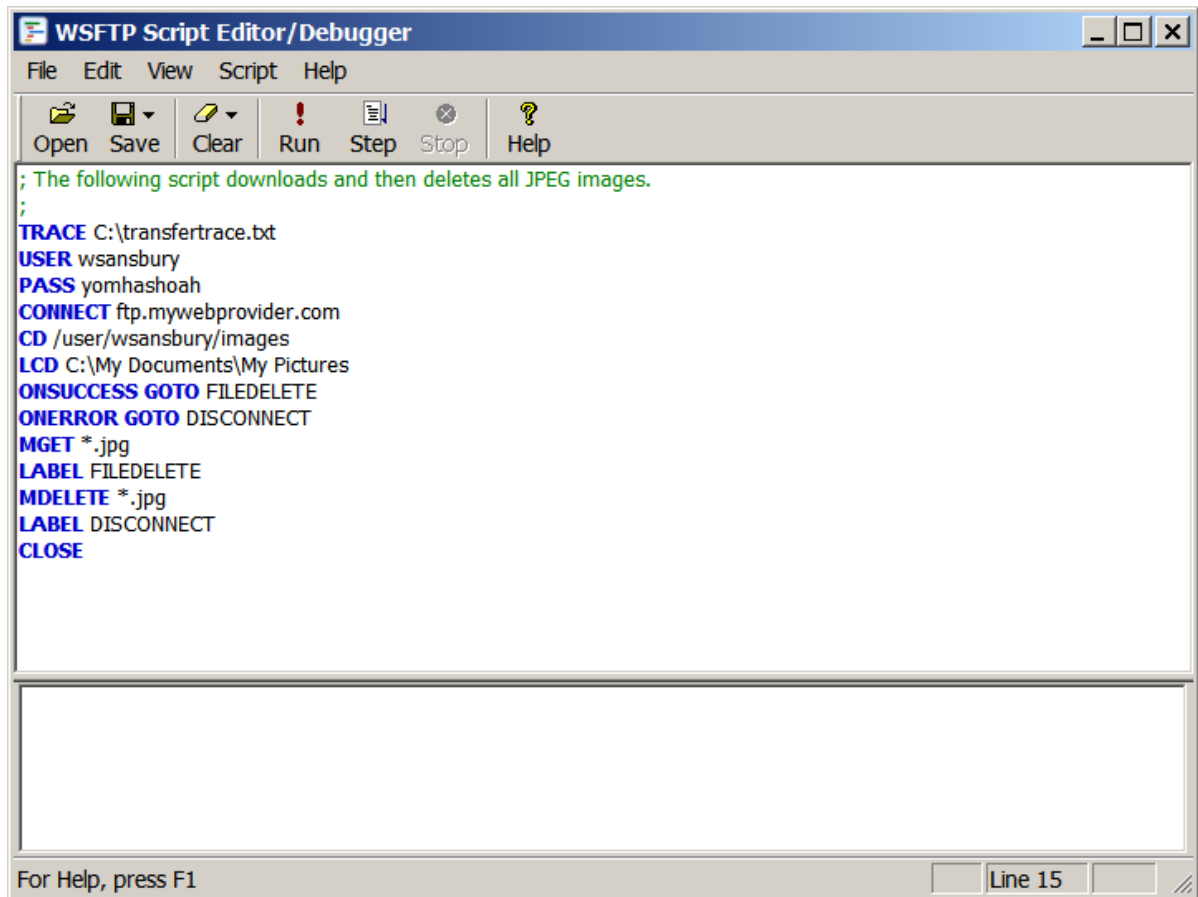 WSFTP Script Editor/Debugger
File Edit View Script Help
Open Save Clear Run Step Stop Help
; The following script downloads and then deletes all JPEG images.
;
TRACE C:\transfertrace.txt
USER wsansbury
PASS yomhashoah
CONNECT ftp.mywebprovider.com
CD /user/wsansbury/images
LCD C:\My Documents\My Pictures
ONSUCCESS GOTO FILEDELETE
ONERROR GOTO DISCONNECT
MGET *.jpg
LABEL FILEDELETE
MDELETE *.jpg
LABEL DISCONNECT
CLOSE
For Help, press F1 Line 15